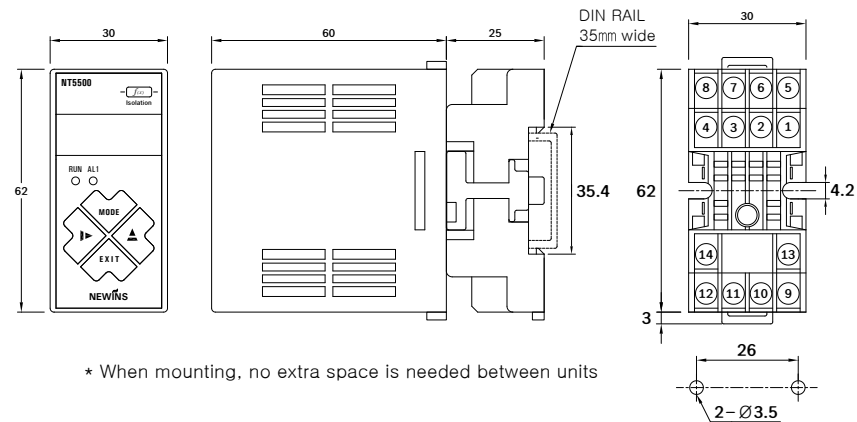 30
60
25
DIN RAIL
35mm wide
30
NT5500
f(x)
Isolation
8 7 6 5
4 3 2 1
RUN AL1
62
35.4
62
4.2
MODE
EXIT
NEWINS
14 13
12 11 10 9
3
* When mounting, no extra space is needed between units
26
2-Ø3.5